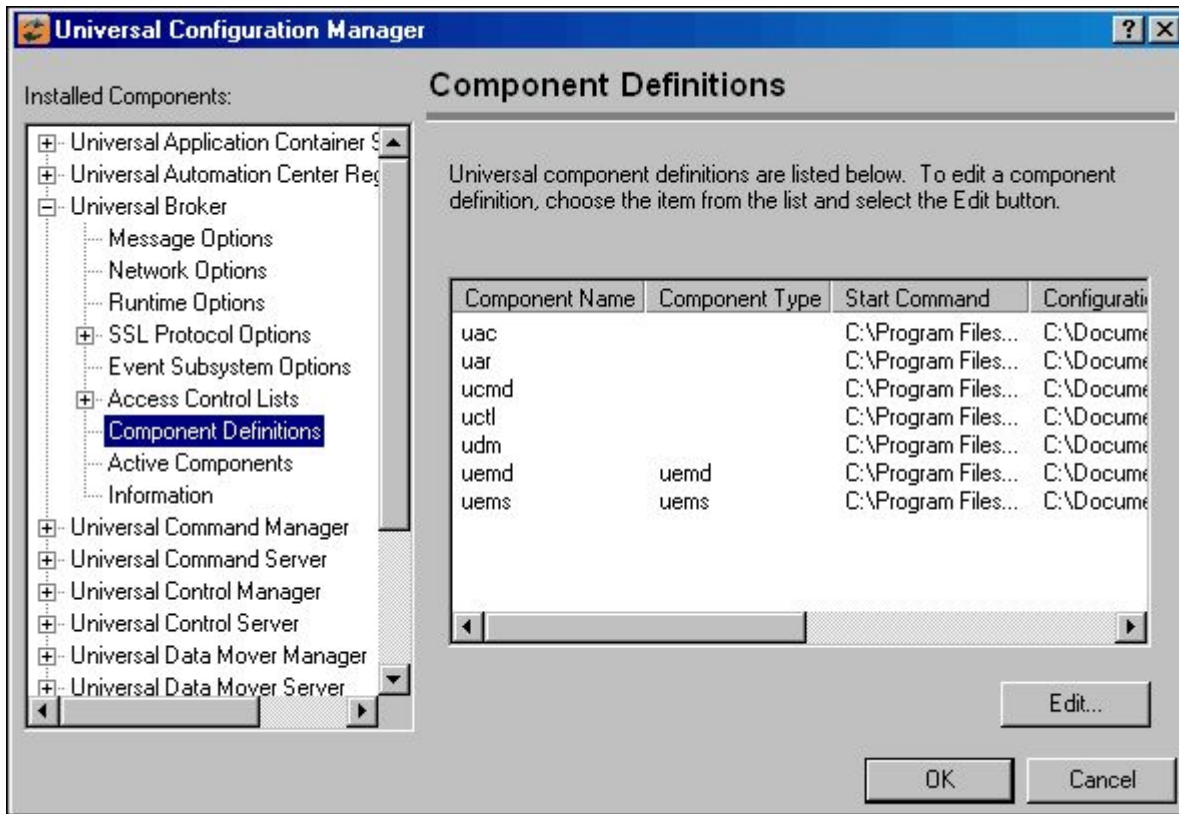 Universal Configuration Manager
Installed Components:
Universal Application Container S
Universal Automation Center Reg
Universal Broker
Message Options
Network Options
Runtime Options
SSL Protocol Options
Event Subsystem Options
Access Control Lists
Component Definitions
Active Components
Information
Universal Command Manager
Universal Command Server
Universal Control Manager
Universal Control Server
Universal Data Mover Manager
Universal Data Mover Server
Component Definitions
Universal component definitions are listed below. To edit a component
definition, choose the item from the list and select the Edit button.
Component Name Component Type Start Command Configuratio
uac C:\Program Files... C:\Docume
uar C:\Program Files... C:\Docume
ucmd C:\Program Files... C:\Docume
uctl C:\Program Files... C:\Docume
udm C:\Program Files... C:\Docume
uemd uemd C:\Program Files... C:\Docume
uems uems C:\Program Files... C:\Docume
Edit...
OK Cancel